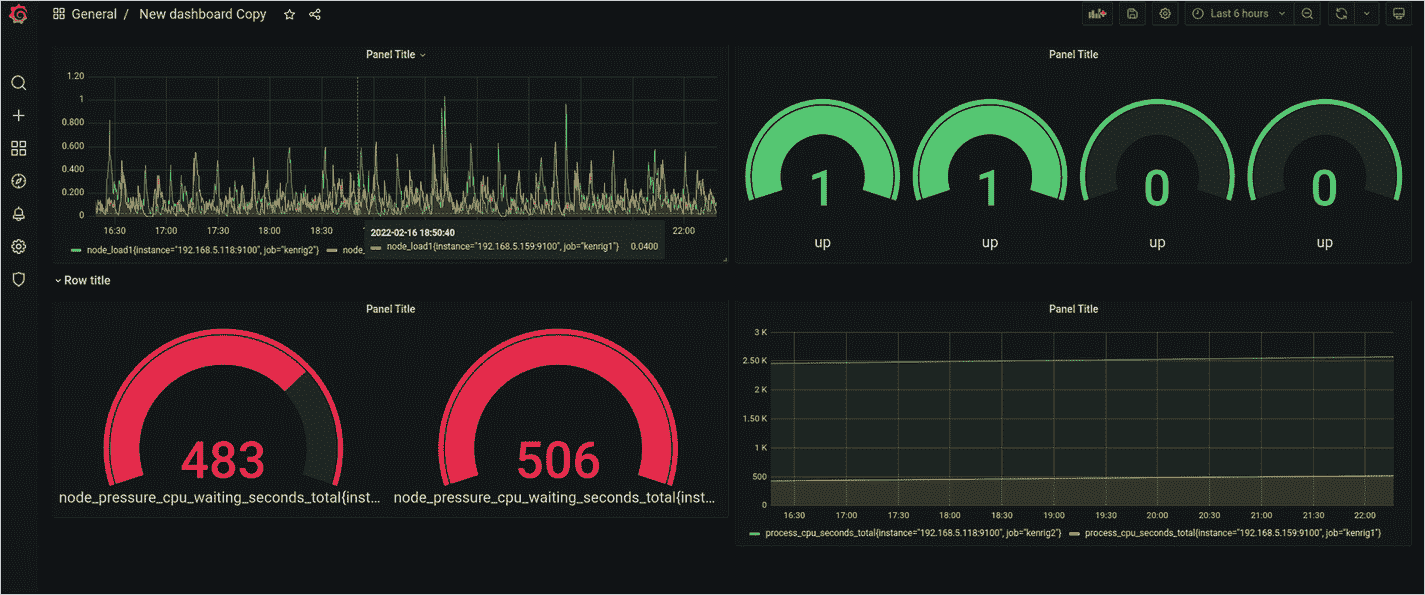 General / New dashboard Copy
Last 6 hours
Panel Title
1.20
1
0.800
0.600
0.400
0.200
0
16:30 17:00 17:30 18:00 18:30 22:00
2022-02-16 18:50:40
node_load1{instance="192.168.5.118:9100", job="kenrig2"} node_
node_load1{instance="192.168.5.159:9100", job="kenrig1"} 0.0400
Panel Title
1 1 0 0
up up up up
Row title
Panel Title
483 506
node_pressure_cpu_waiting_seconds_total{inst... node_pressure_cpu_waiting_seconds_total{inst...
Panel Title
3 K
2.50 K
2 K
1.50 K
1 K
500
0
16:30 17:00 17:30 18:00 18:30 19:00 19:30 20:00 20:30 21:00 21:30 22:00
process_cpu_seconds_total{instance="192.168.5.118:9100", job="kenrig2"} process_cpu_seconds_total{instance="192.168.5.159:9100", job="kenrig1"}